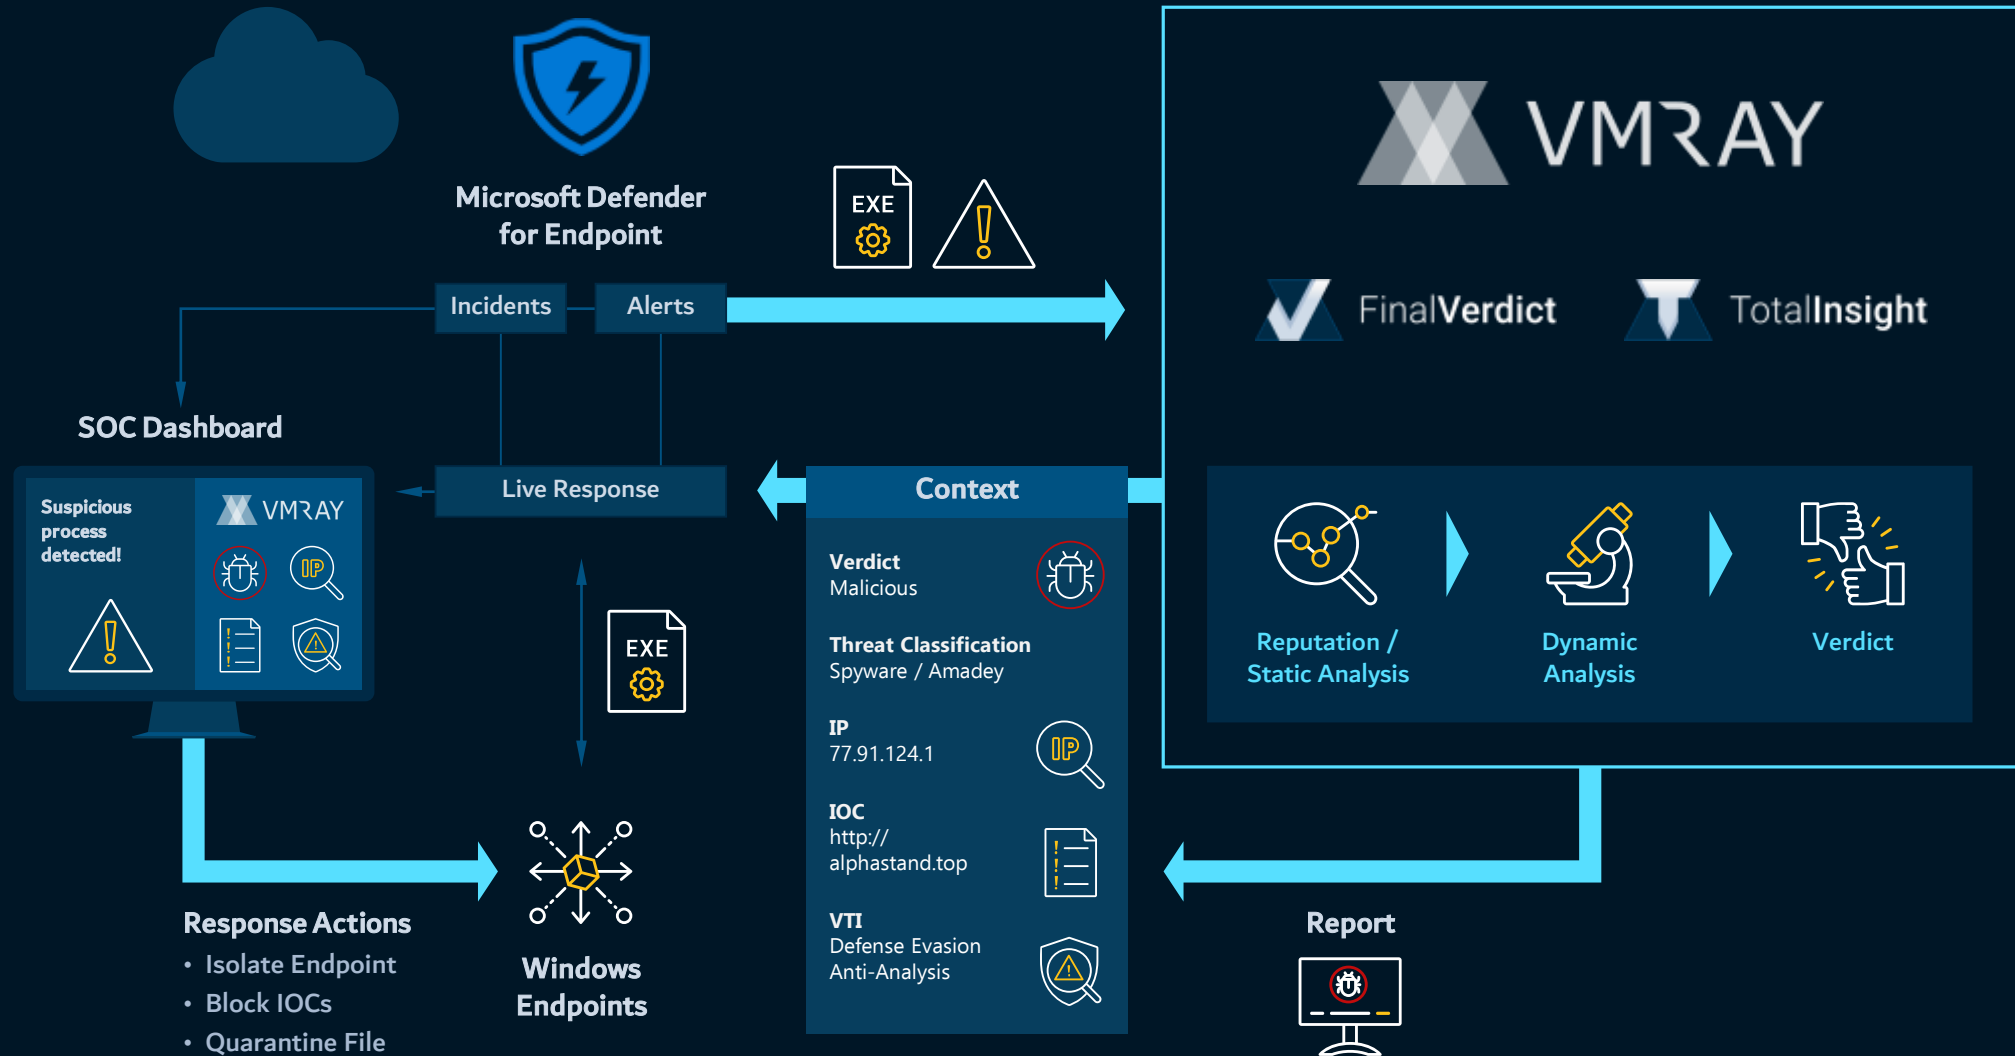 Microsoft Defender
for Endpoint
EXE
VMRAY
FinalVerdict
TotalInsight
Incidents
Alerts
SOC Dashboard
Live Response
Suspicious
process
detected!
VMRAY
IP
EXE
Context
Verdict
Malicious
Threat Classification
Spyware / Amadey
IP
77.91.124.1
IP
IOC
http://
alphastand.top
VTI
Defense Evasion
Anti-Analysis
Reputation /
Static Analysis
Dynamic
Analysis
Verdict
Response Actions
• Isolate Endpoint
• Block IOCs
• Quarantine File
Windows
Endpoints
Report